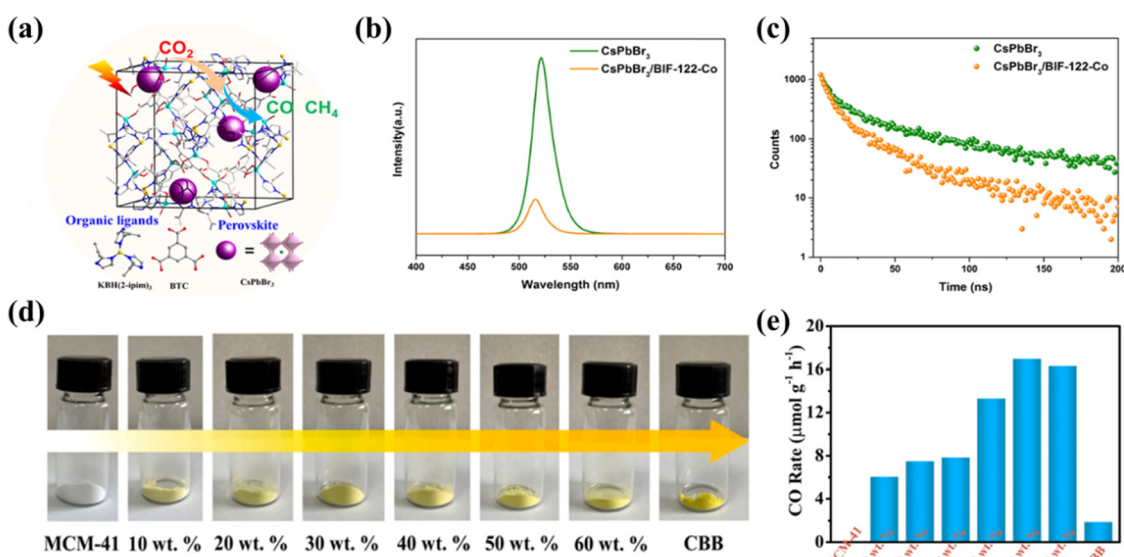 (a)
CO2
CO CH4
Organic ligands
Perovskite
=
KBH(2-ipim)3
BTC
CsPbBr3
(b)
CsPbBr3
CsPbBr3/BIF-122-Co
Intensity(a.u.)
400 450 500 550 600 650 700
Wavelength (nm)
(c)
CsPbBr3
CsPbBr3/BIF-122-Co
Counts
1000
100
10
1
0 50 100 150 200
Time (ns)
(d)
MCM-41 10 wt. % 20 wt. % 30 wt. % 40 wt. % 50 wt. % 60 wt. % CBB
(e)
CO Rate (μmol g-1 h-1)
20
16
12
8
4
0